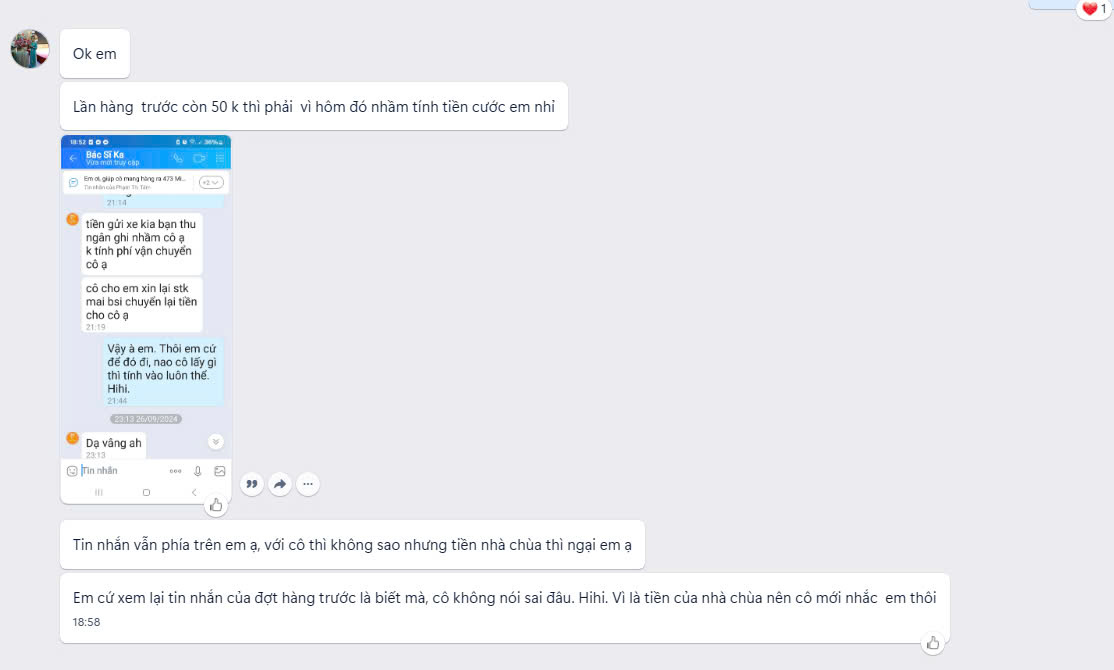 1
Ok em
Lần hàng trước còn 50 k thì phải vì hôm đó nhầm tính tiền cước em nhỉ
18:52
36%
Bác Sĩ Ka
Vừa mới truy cập
Em ơi, giúp cô mang hàng ra 473 Mi...
Tin nhắn của Phạm Thị Tâm
+2
21:14
tiền gửi xe kia bạn thu
ngân ghi nhầm cô ạ
k tính phí vận chuyển
cô ạ
cô cho em xin lại stk
mai bsi chuyển lại tiền
cho cô ạ
21:19
Vậy à em. Thôi em cứ
để đó đi, nao cô lấy gì
thì tính vào luôn thể.
Hihi.
21:44
23:13 26/09/2024
Dạ vâng ah
23:13
Tin nhắn
Tin nhắn vẫn phía trên em ạ, với cô thì không sao nhưng tiền nhà chùa thì ngại em ạ
Em cứ xem lại tin nhắn của đợt hàng trước là biết mà, cô không nói sai đâu. Hihi. Vì là tiền của nhà chùa nên cô mới nhắc em thôi
18:58